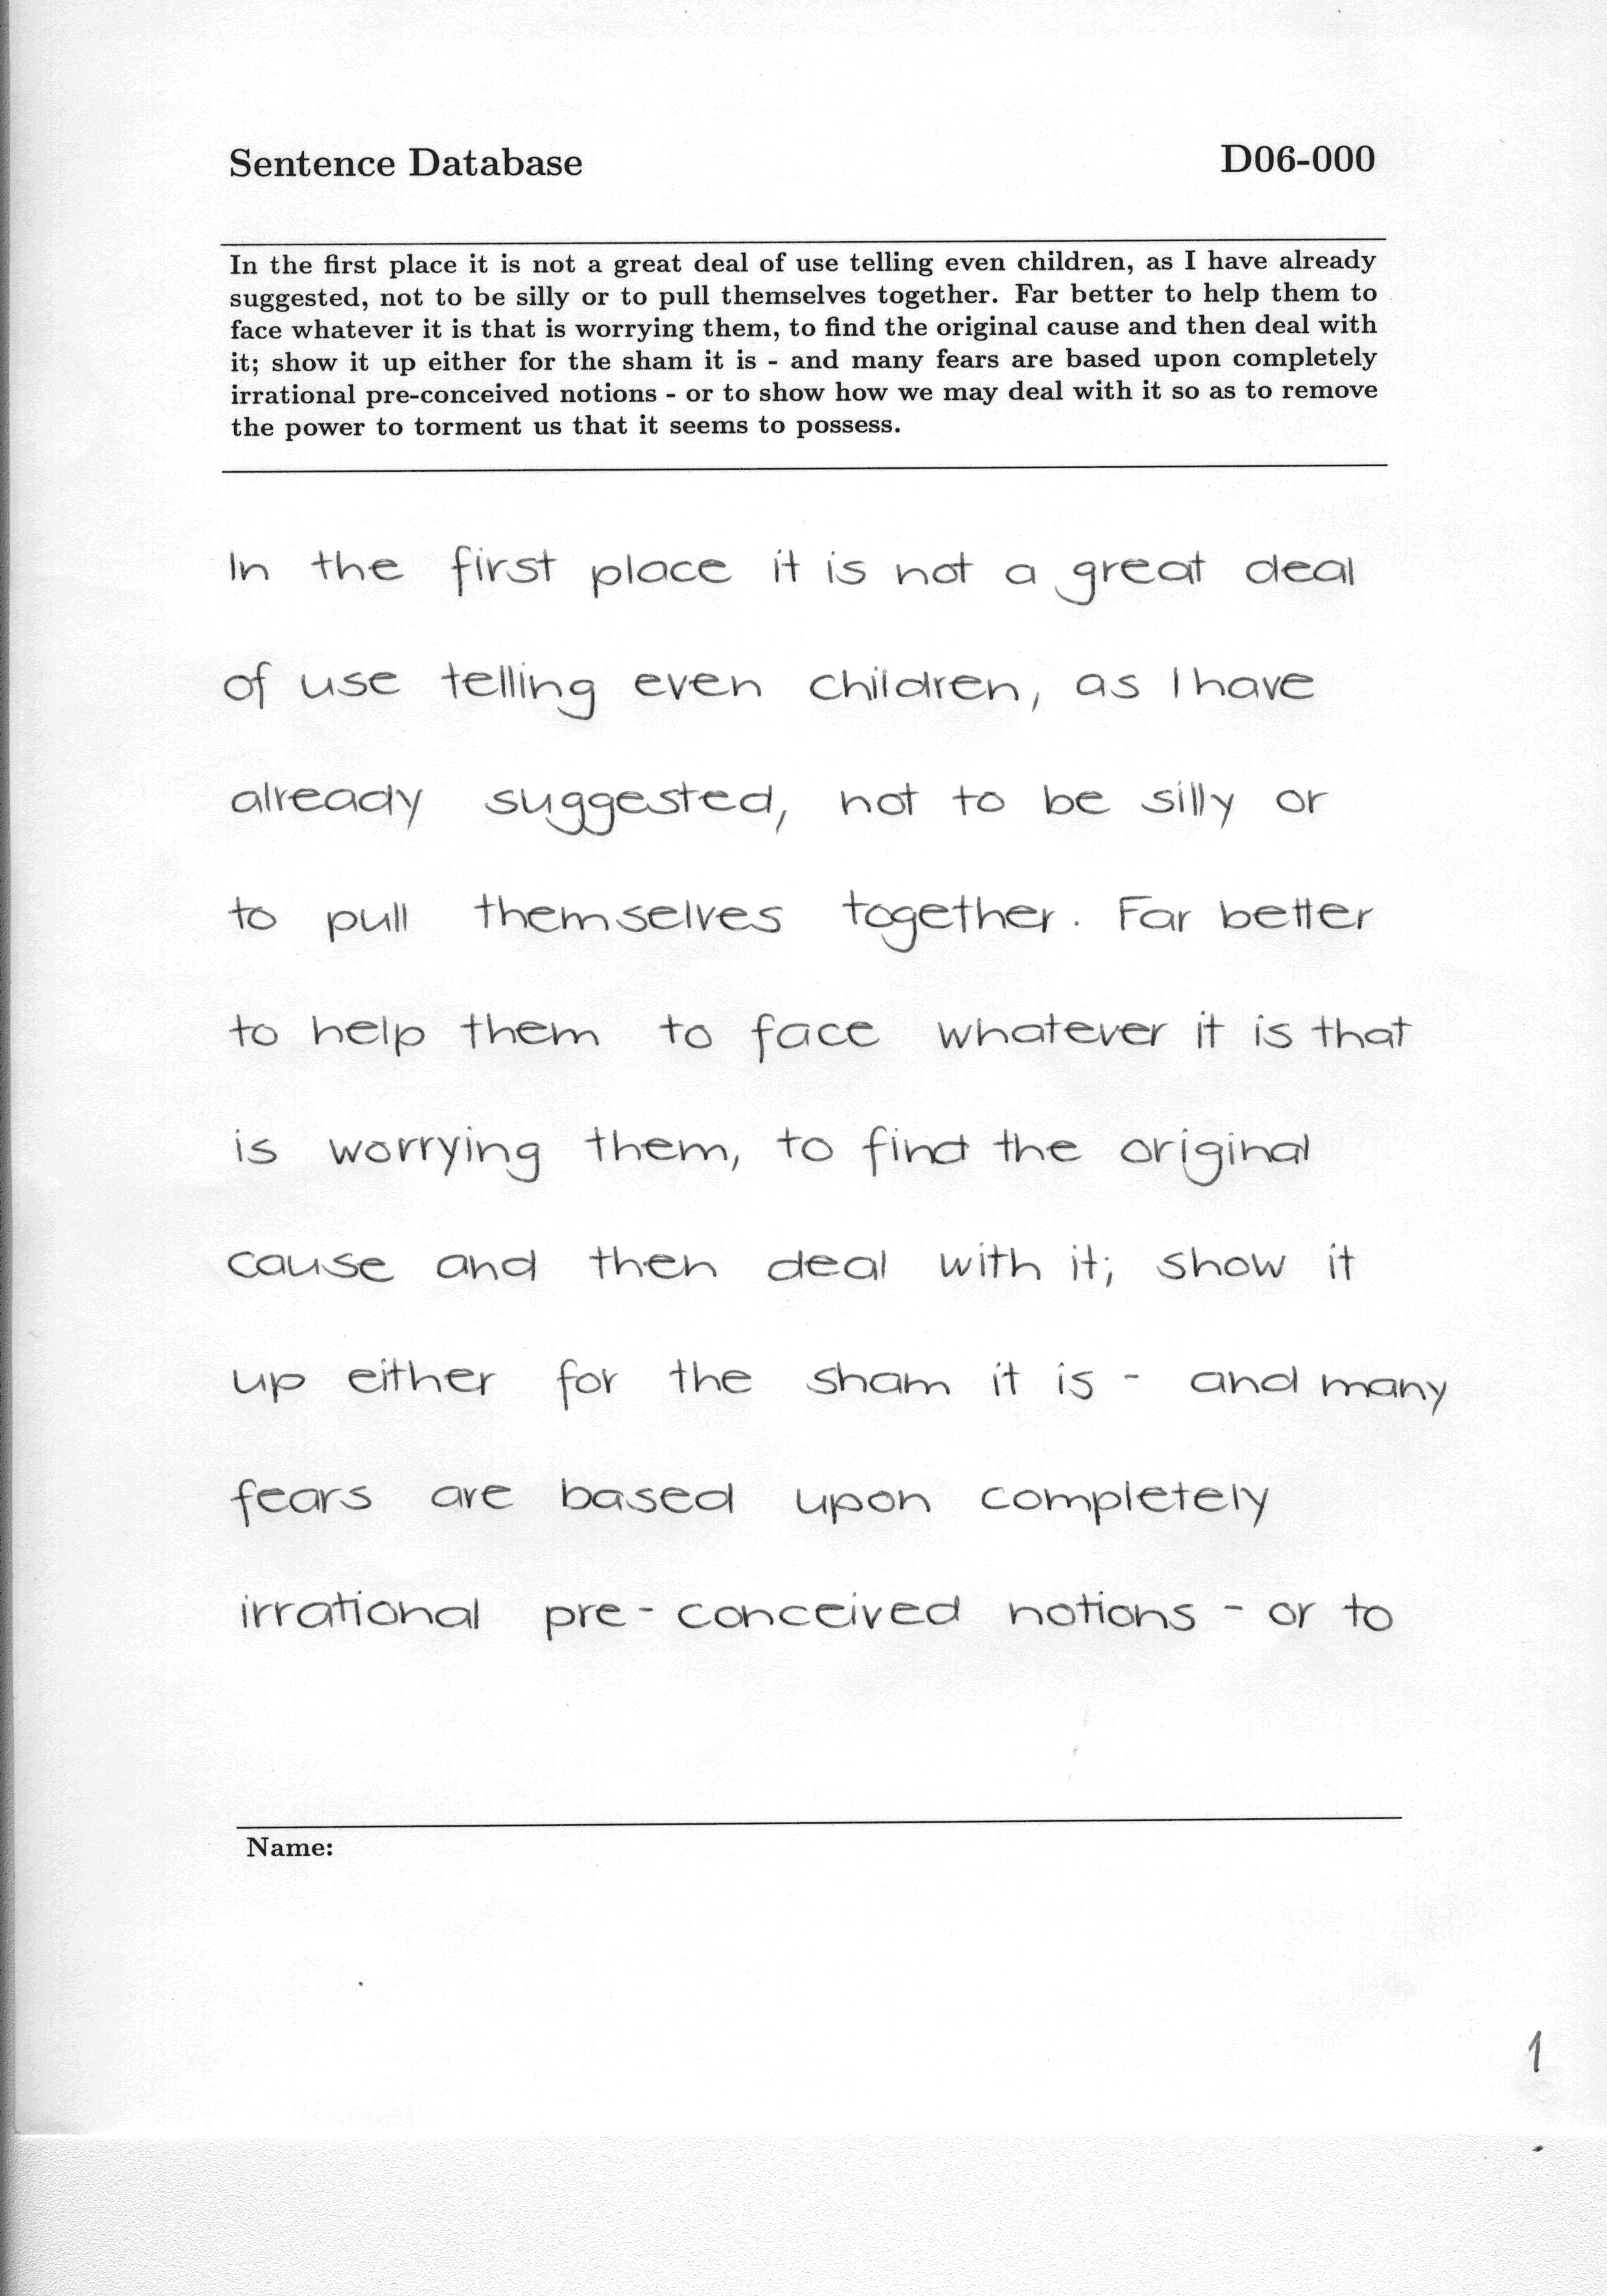 Sentence Database D06-000
In the first place it is not a great deal of use telling even children, as I have already
suggested, not to be silly or to pull themselves together. Far better to help them to
face whatever it is that is worrying them, to find the original cause and then deal with
it; show it up either for the sham it is - and many fears are based upon completely
irrational pre-conceived notions - or to show how we may deal with it so as to remove
the power to torment us that it seems to possess.
In the first place it is not a great deal
of use telling even children, as I have
already suggested, not to be silly or
to pull themselves together. Far better
to help them to face whatever it is that
is worrying them, to find the original
cause and then deal with it; show it
up either for the sham it is - and many
fears are based upon completely
irrational pre-conceived notions - or to
Name:
1